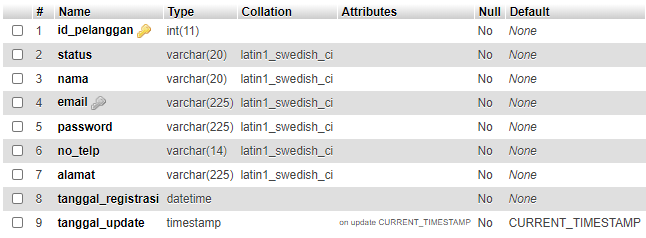 # Name Type Collation Attributes Null Default
1 id_pelanggan int(11) No None
2 status varchar(20) latin1_swedish_ci No None
3 nama varchar(20) latin1_swedish_ci No None
4 email varchar(225) latin1_swedish_ci No None
5 password varchar(225) latin1_swedish_ci No None
6 no_telp varchar(14) latin1_swedish_ci No None
7 alamat varchar(225) latin1_swedish_ci No None
8 tanggal_registrasi datetime No None
9 tanggal_update timestamp on update CURRENT_TIMESTAMP No CURRENT_TIMESTAMP